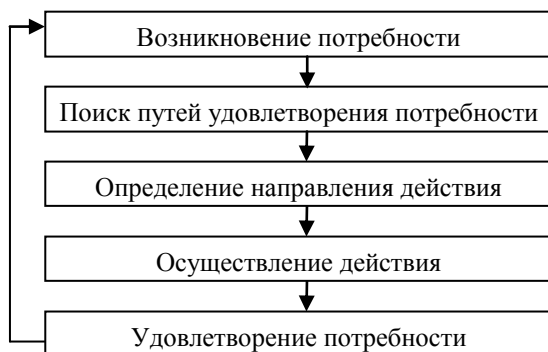 Возникновение потребности
Поиск путей удовлетворения потребности
Определение направления действия
Осуществление действия
Удовлетворение потребности